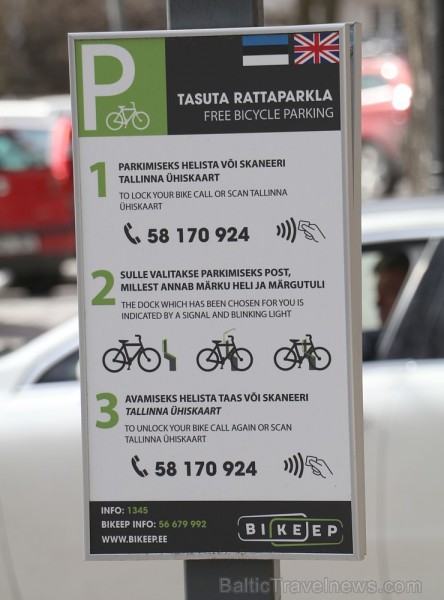 P
TASUTA RATTAPARKLA
FREE BICYCLE PARKING
1
PARKIMISEKS HELISTA VÕI SKANEERI
TALLINNA ÜHISKAART
TO LOCK YOUR BIKE CALL OR SCAN TALLINNA
ÜHISKAART
58 170 924
2
SULLE VALITAKSE PARKIMISEKS POST,
MILLEST ANNAB MÄRKU HELI JA MÄRGUTULI
THE DOCK WHICH HAS BEEN CHOSEN FOR YOU IS
INDICATED BY A SIGNAL AND BLINKING LIGHT
3
AVAMISEKS HELISTA TAAS VÕI SKANEERI
TALLINNA ÜHISKAART
TO UNLOCK YOUR BIKE CALL AGAIN OR SCAN
TALLINNA ÜHISKAART
58 170 924
INFO: 1345
BIKEEP INFO: 56 679 992
WWW.BIKEEP.EE
BIKEEP
BalticTravelnews.com